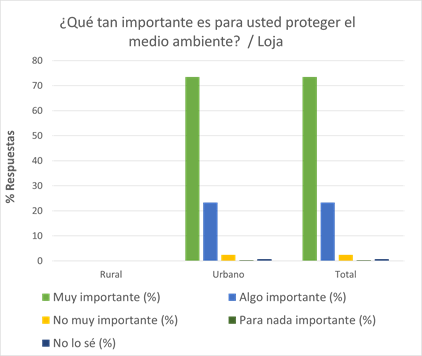 ¿Qué tan importante es para usted proteger el
medio ambiente? / Loja
% Respuestas
80
70
60
50
40
30
20
10
0
Rural Urbano Total
Muy importante (%) Algo importante (%)
No muy importante (%) Para nada importante (%)
No lo sé (%)